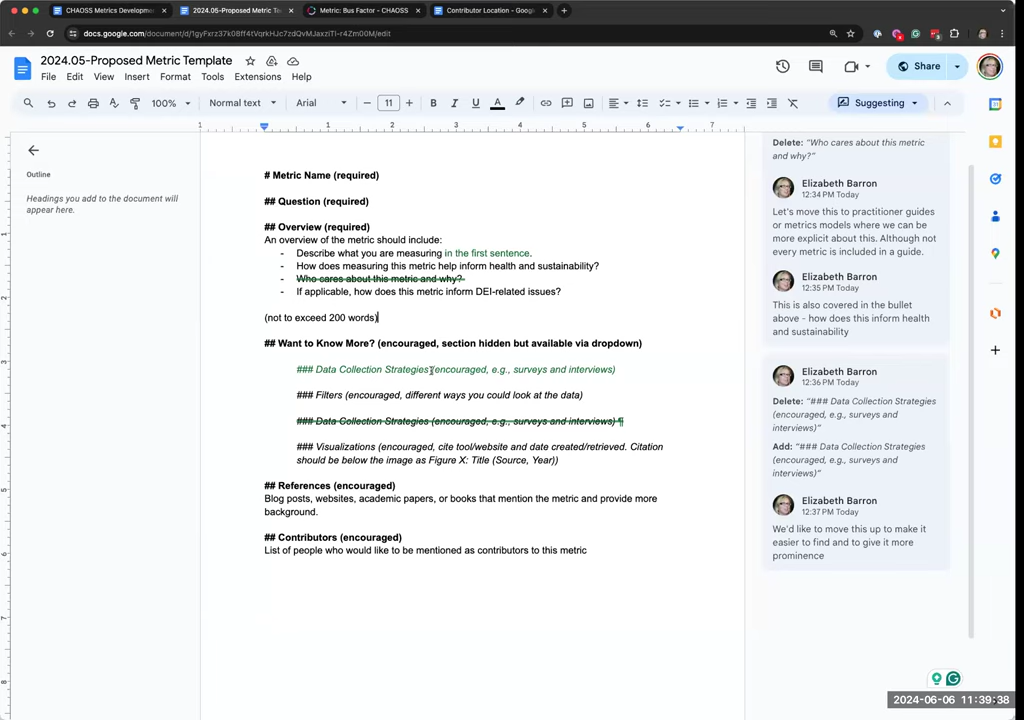 CHAOSS Metrics Developmen
2024.05-Proposed Metric Te
Metric: Bus Factor - CHAOSS
Contributor Location - Google
docs.google.com/document/d/1gyFxrz37k08ff4tVqrkHJc7zdQvMJaxziTl-r4Zm00M/edit
2024.05-Proposed Metric Template
File Edit View Insert Format Tools Extensions Help
Share
100% Normal text Arial 11 B I U A Suggesting
1 1 2 3 4 5 6 7
Outline
Headings you add to the document will
appear here.
# Metric Name (required)
## Question (required)
## Overview (required)
An overview of the metric should include:
- Describe what you are measuring in the first sentence.
- How does measuring this metric help inform health and sustainability?
- Who cares about this metric and why?
- If applicable, how does this metric inform DEI-related issues?
(not to exceed 200 words)
## Want to Know More? (encouraged, section hidden but available via dropdown)
### Data Collection Strategies (encouraged, e.g., surveys and interviews)
### Filters (encouraged, different ways you could look at the data)
### Data Collection Strategies (encouraged, e.g., surveys and interviews) ¶
### Visualizations (encouraged, cite tool/website and date created/retrieved. Citation
should be below the image as Figure X: Title (Source, Year))
## References (encouraged)
Blog posts, websites, academic papers, or books that mention the metric and provide more
background.
## Contributors (encouraged)
List of people who would like to be mentioned as contributors to this metric
Delete: "Who cares about this metric
and why?"
Elizabeth Barron
12:34 PM Today
Let's move this to practitioner guides
or metrics models where we can be
more explicit about this. Although not
every metric is included in a guide.
Elizabeth Barron
12:35 PM Today
This is also covered in the bullet
above - how does this inform health
and sustainability
Elizabeth Barron
12:36 PM Today
Delete: "### Data Collection Strategies
(encouraged, e.g., surveys and
interviews)"
Add: "### Data Collection Strategies
(encouraged, e.g., surveys and
interviews)"
Elizabeth Barron
12:37 PM Today
We'd like to move this up to make it
easier to find and to give it more
prominence
2024-06-06 11:39:38